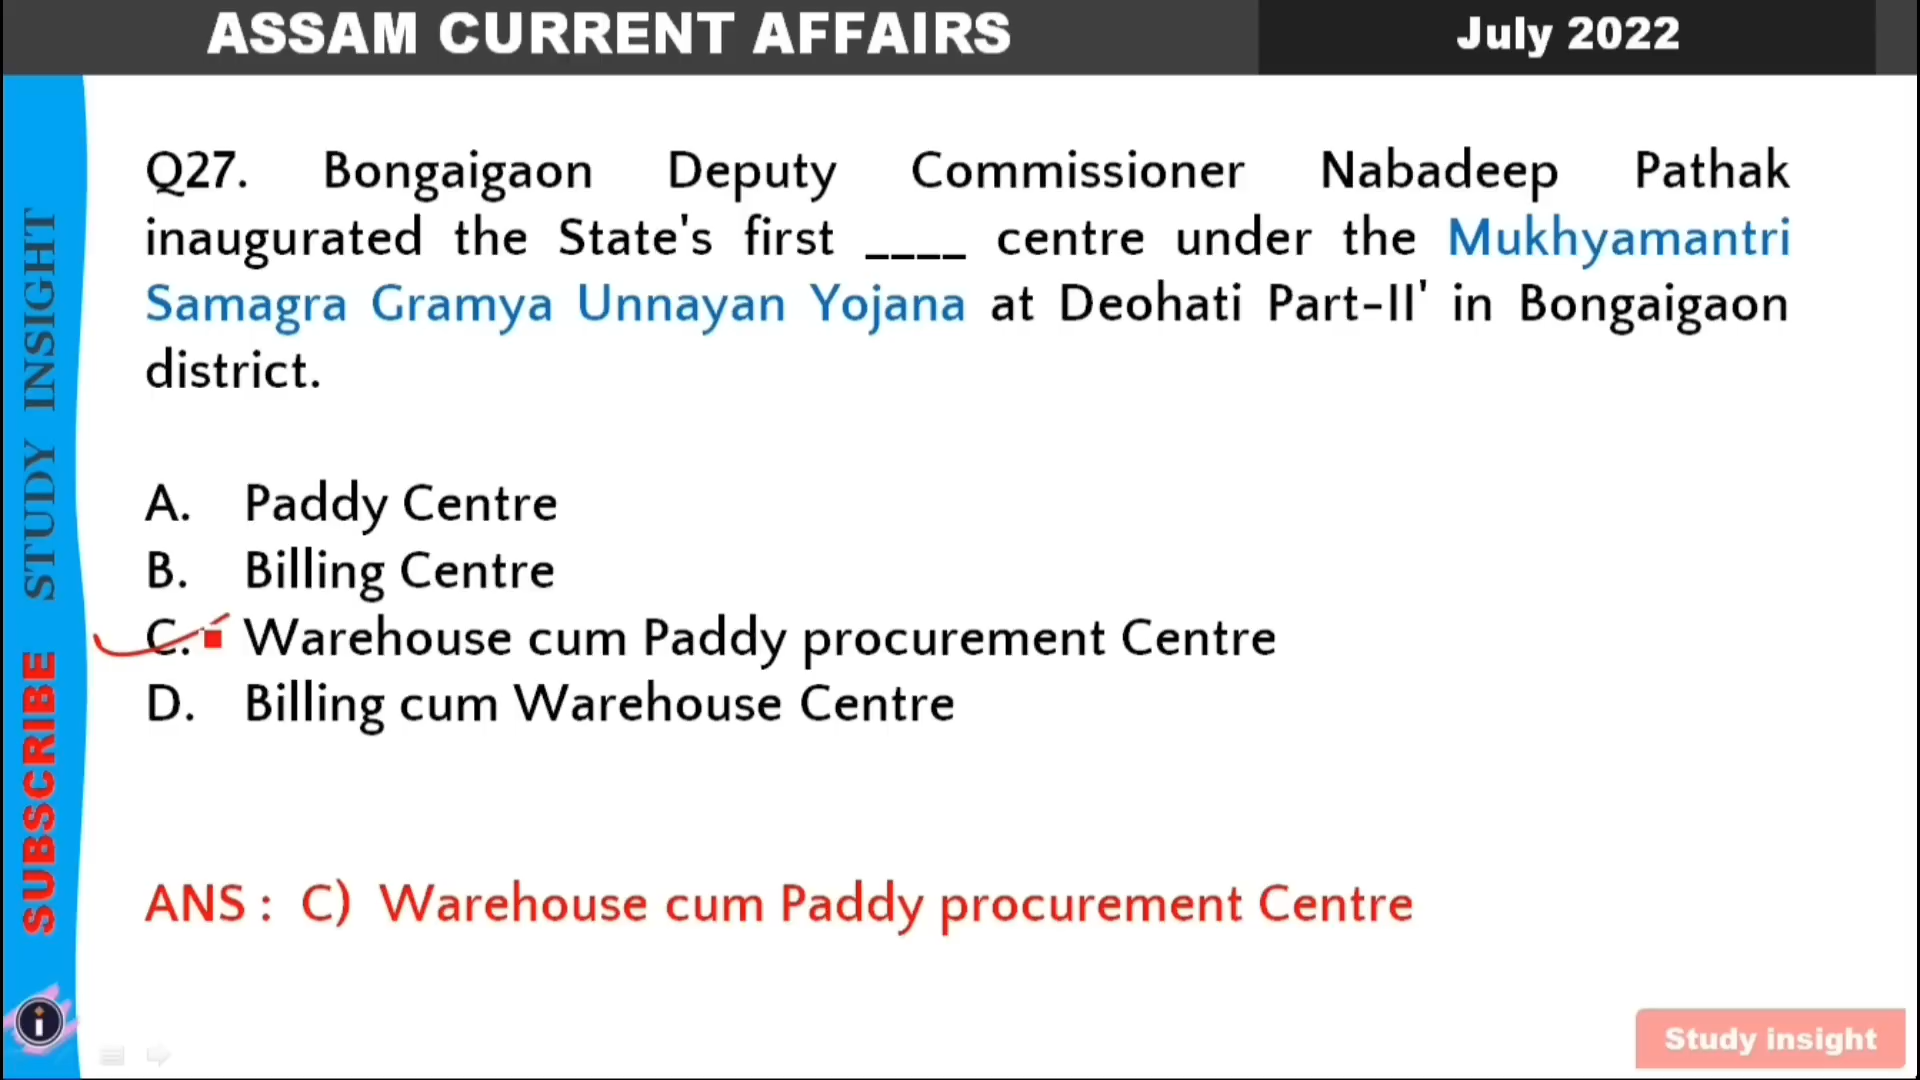 ASSAM CURRENT AFFAIRS
July 2022
Q27. Bongaigaon Deputy Commissioner Nabadeep Pathak
inaugurated the State's first ____ centre under the Mukhyamantri
Samagra Gramya Unnayan Yojana at Deohati Part-II' in Bongaigaon
district.
A. Paddy Centre
B. Billing Centre
C. Warehouse cum Paddy procurement Centre
D. Billing cum Warehouse Centre
ANS : C) Warehouse cum Paddy procurement Centre
SUBSCRIBE STUDY INSIGHT
i
Study insight